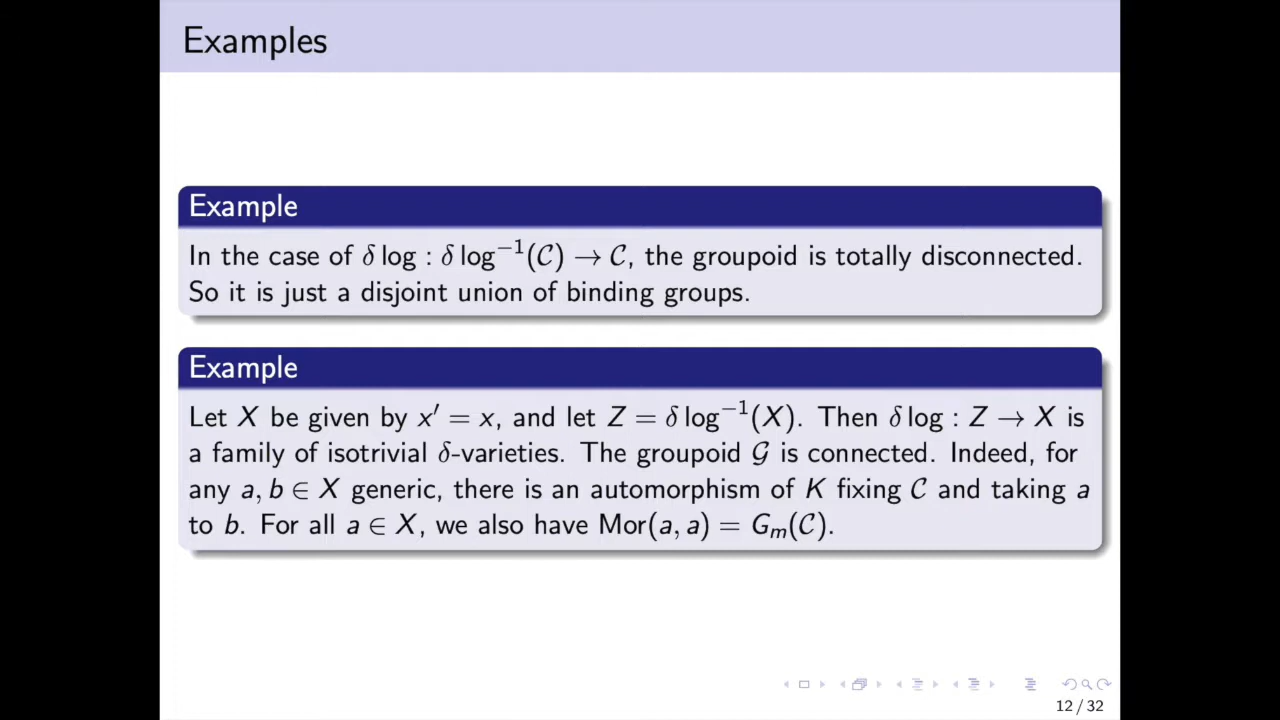 Examples
Example
In the case of δ log : δ log⁻¹(𝒞) → 𝒞, the groupoid is totally disconnected.
So it is just a disjoint union of binding groups.
Example
Let X be given by x′ = x, and let Z = δ log⁻¹(X). Then δ log : Z → X is
a family of isotrivial δ-varieties. The groupoid 𝒢 is connected. Indeed, for
any a, b ∈ X generic, there is an automorphism of K fixing 𝒞 and taking a
to b. For all a ∈ X, we also have Mor(a, a) = Gₘ(𝒞).
12 / 32